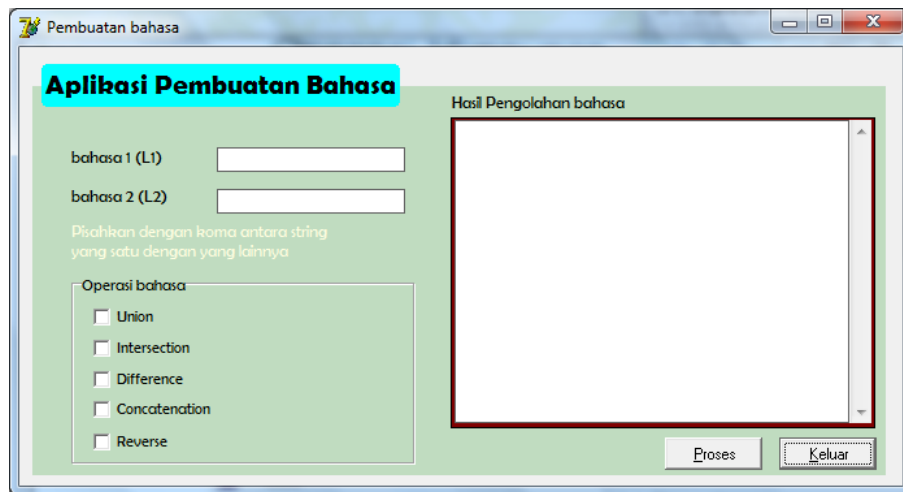 Pembuatan bahasa
Aplikasi Pembuatan Bahasa
Hasil Pengolahan bahasa
bahasa 1 (L1)
bahasa 2 (L2)
Pisahkan dengan koma antara string
yang satu dengan yang lainnya
Operasi bahasa
Union
Intersection
Difference
Concatenation
Reverse
Proses
Keluar